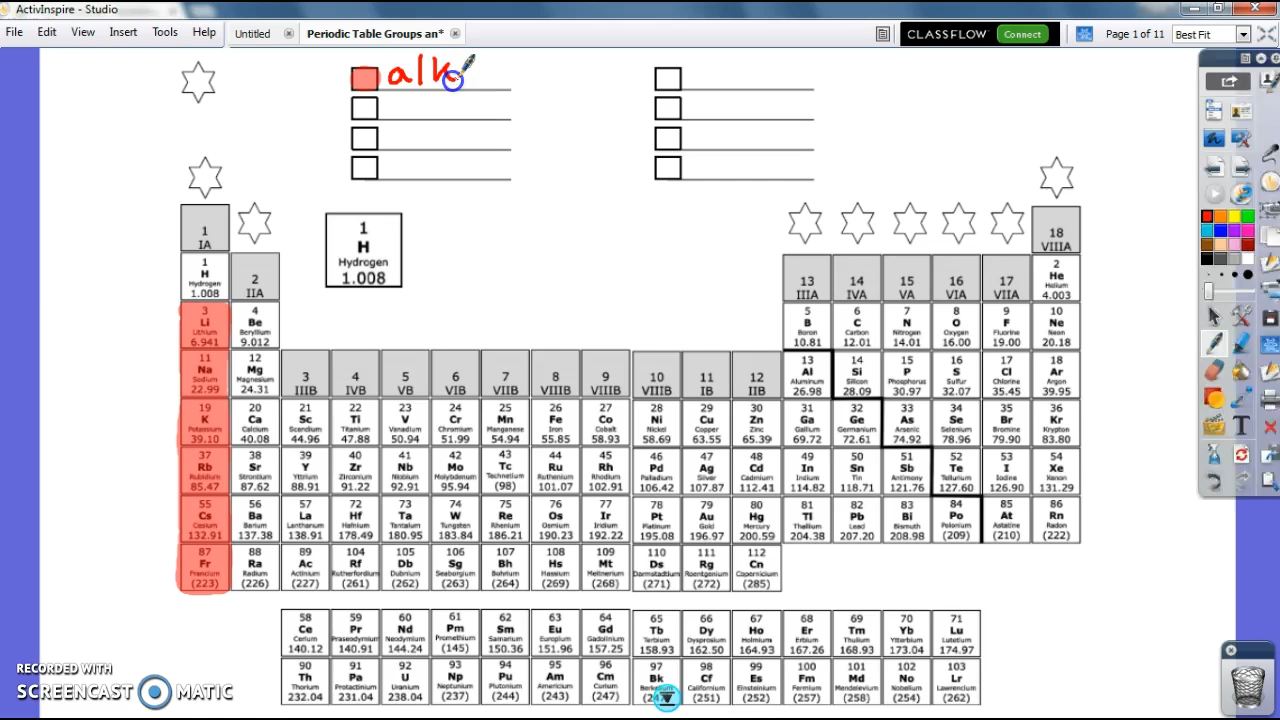 ActivInspire - Studio
File Edit View Insert Tools Help Untitled Periodic Table Groups an* CLASSFLOW Connect Page 1 of 11 Best Fit
alk
1 IA
18 VIIIA
1 H Hydrogen 1.008
1 H Hydrogen 1.008
2 IIA
13 IIIA
14 IVA
15 VA
16 VIA
17 VIIA
2 He Helium 4.003
3 Li Lithium 6.941
4 Be Beryllium 9.012
5 B Boron 10.81
6 C Carbon 12.01
7 N Nitrogen 14.01
8 O Oxygen 16.00
9 F Fluorine 19.00
10 Ne Neon 20.18
11 Na Sodium 22.99
12 Mg Magnesium 24.31
3 IIIB
4 IVB
5 VB
6 VIB
7 VIIB
8 VIIIB
9 VIIIB
10 VIIIB
11 IB
12 IIB
13 Al Aluminum 26.98
14 Si Silicon 28.09
15 P Phosphorus 30.97
16 S Sulfur 32.07
17 Cl Chlorine 35.45
18 Ar Argon 39.95
19 K Potassium 39.10
20 Ca Calcium 40.08
21 Sc Scandium 44.96
22 Ti Titanium 47.88
23 V Vanadium 50.94
24 Cr Chromium 51.99
25 Mn Manganese 54.94
26 Fe Iron 55.85
27 Co Cobalt 58.93
28 Ni Nickel 58.69
29 Cu Copper 63.55
30 Zn Zinc 65.39
31 Ga Gallium 69.72
32 Ge Germanium 72.61
33 As Arsenic 74.92
34 Se Selenium 78.96
35 Br Bromine 79.90
36 Kr Krypton 83.80
37 Rb Rubidium 85.47
38 Sr Strontium 87.62
39 Y Yttrium 88.91
40 Zr Zirconium 91.22
41 Nb Niobium 92.91
42 Mo Molybdenum 95.94
43 Tc Technetium (98)
44 Ru Ruthenium 101.07
45 Rh Rhodium 102.91
46 Pd Palladium 106.42
47 Ag Silver 107.87
48 Cd Cadmium 112.41
49 In Indium 114.82
50 Sn Tin 118.71
51 Sb Antimony 121.76
52 Te Tellurium 127.60
53 I Iodine 126.90
54 Xe Xenon 131.29
55 Cs Cesium 132.91
56 Ba Barium 137.38
57 La Lanthanum 138.91
72 Hf Hafnium 178.49
73 Ta Tantalum 180.95
74 W Tungsten 183.84
75 Re Rhenium 186.21
76 Os Osmium 190.23
77 Ir Iridium 192.22
78 Pt Platinum 195.08
79 Au Gold 196.97
80 Hg Mercury 200.59
81 Tl Thallium 204.38
82 Pb Lead 207.20
83 Bi Bismuth 208.98
84 Po Polonium (209)
85 At Astatine (210)
86 Rn Radon (222)
87 Fr Francium (223)
88 Ra Radium (226)
89 Ac Actinium (227)
104 Rf Rutherfordium (261)
105 Db Dubnium (262)
106 Sg Seaborgium (263)
107 Bh Bohrium (264)
108 Hs Hassium (269)
109 Mt Meitnerium (268)
110 Ds Darmstadtium (271)
111 Rg Roentgenium (272)
112 Cn Copernicium (285)
58 Ce Cerium 140.12
59 Pr Praseodymium 140.91
60 Nd Neodymium 144.24
61 Pm Promethium (145)
62 Sm Samarium 150.36
63 Eu Europium 151.96
64 Gd Gadolinium 157.25
65 Tb Terbium 158.93
66 Dy Dysprosium 162.50
67 Ho Holmium 164.93
68 Er Erbium 167.26
69 Tm Thulium 168.93
70 Yb Ytterbium 173.04
71 Lu Lutetium 174.97
90 Th Thorium 232.04
91 Pa Protactinium 231.04
92 U Uranium 238.04
93 Np Neptunium (237)
94 Pu Plutonium (244)
95 Am Americium (243)
96 Cm Curium (247)
97 Bk
98 Cf Californium (251)
99 Es Einsteinium (252)
100 Fm Fermium (257)
101 Md Mendelevium (258)
102 No Nobelium (254)
103 Lr Lawrencium (262)
RECORDED WITH
SCREENCAST MATIC